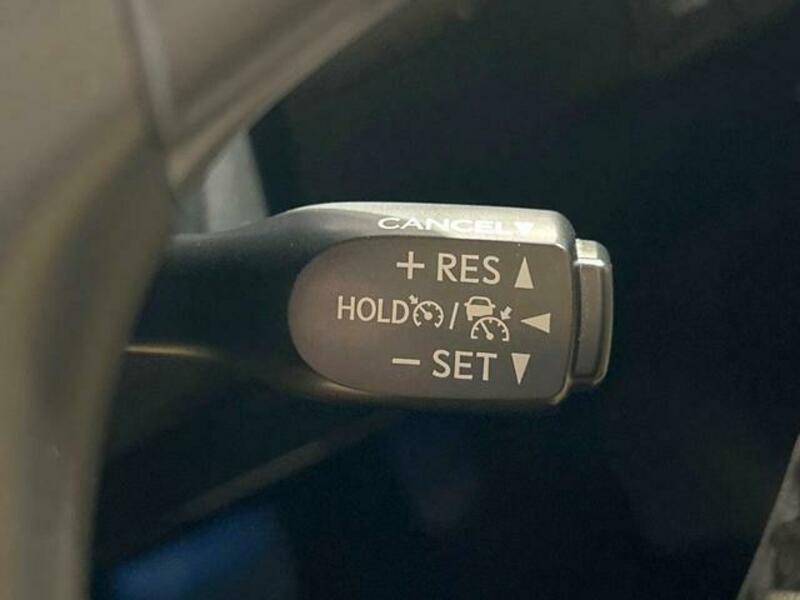 CANCEL▼
+ RES ▲
HOLD / ◀
− SET ▼